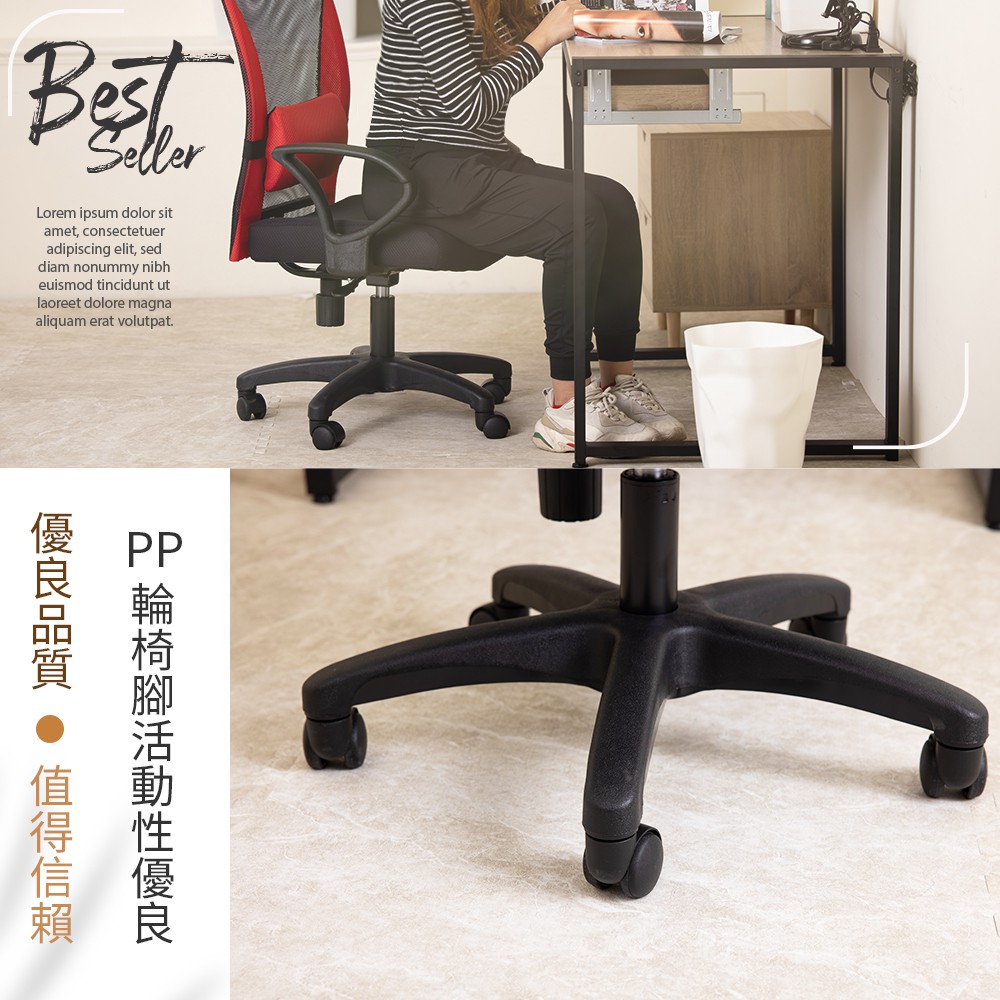 Best
Seller
Lorem ipsum dolor sit
amet, consectetuer
adipiscing elit, sed
diam nonummy nibh
euismod tincidunt ut
laoreet dolore magna
aliquam erat volutpat.
PP 輪椅腳活動性優良
優良品質 ● 值得信賴